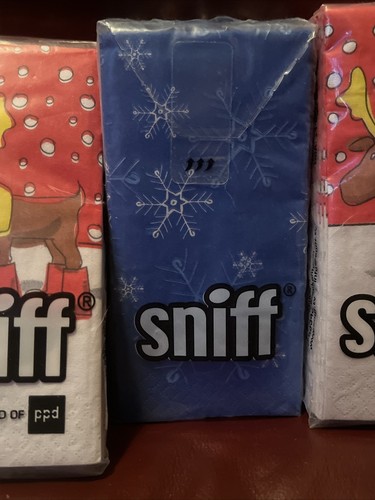 iff®
D OF ppd
,,,
sniff®
s